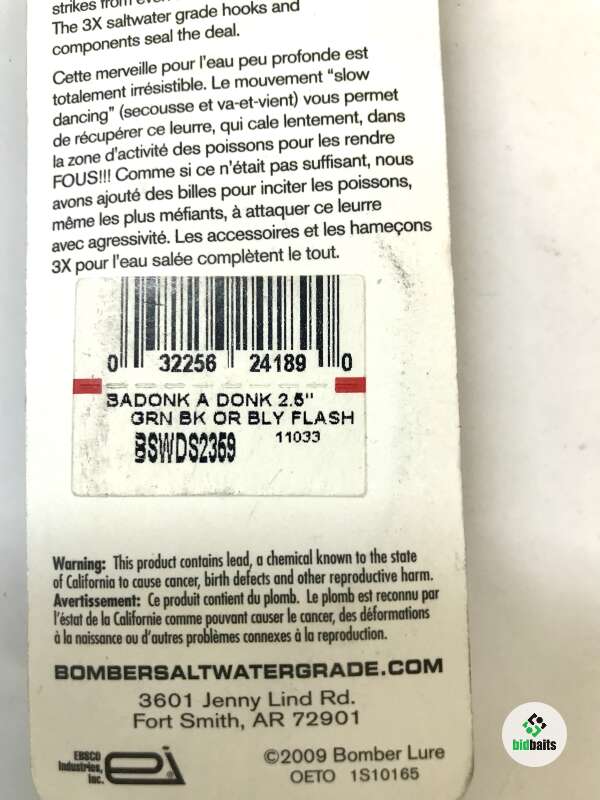 strikes from even
The 3X saltwater grade hooks and
components seal the deal.
Cette merveille pour l'eau peu profonde est
totalement irrésistible. Le mouvement "slow
dancing" (secousse et va-et-vient) vous permet
de récupérer ce leurre, qui cale lentement, dans
la zone d'activité des poissons pour les rendre
FOUS!!! Comme si ce n'était pas suffisant, nous
avons ajouté des billes pour inciter les poissons,
même les plus méfiants, à attaquer ce leurre
avec agressivité. Les accessoires et les hameçons
3X pour l'eau salée complètent le tout.
0 32256 24189 0
BADONK A DONK 2.5"
GRN BK OR BLY FLASH
BSWDS2369 11033
Warning: This product contains lead, a chemical known to the state
of California to cause cancer, birth defects and other reproductive harm.
Avertissement: Ce produit contient du plomb. Le plomb est reconnu par
l'éstat de la Californie comme pouvant causer le cancer, des déformations
à la naissance ou d'autres problèmes connexes à la reproduction.
BOMBERSALTWATERGRADE.COM
3601 Jenny Lind Rd.
Fort Smith, AR 72901
EBSCO
Industries,
Inc.
©2009 Bomber Lure
OETO 1S10165
bidbaits